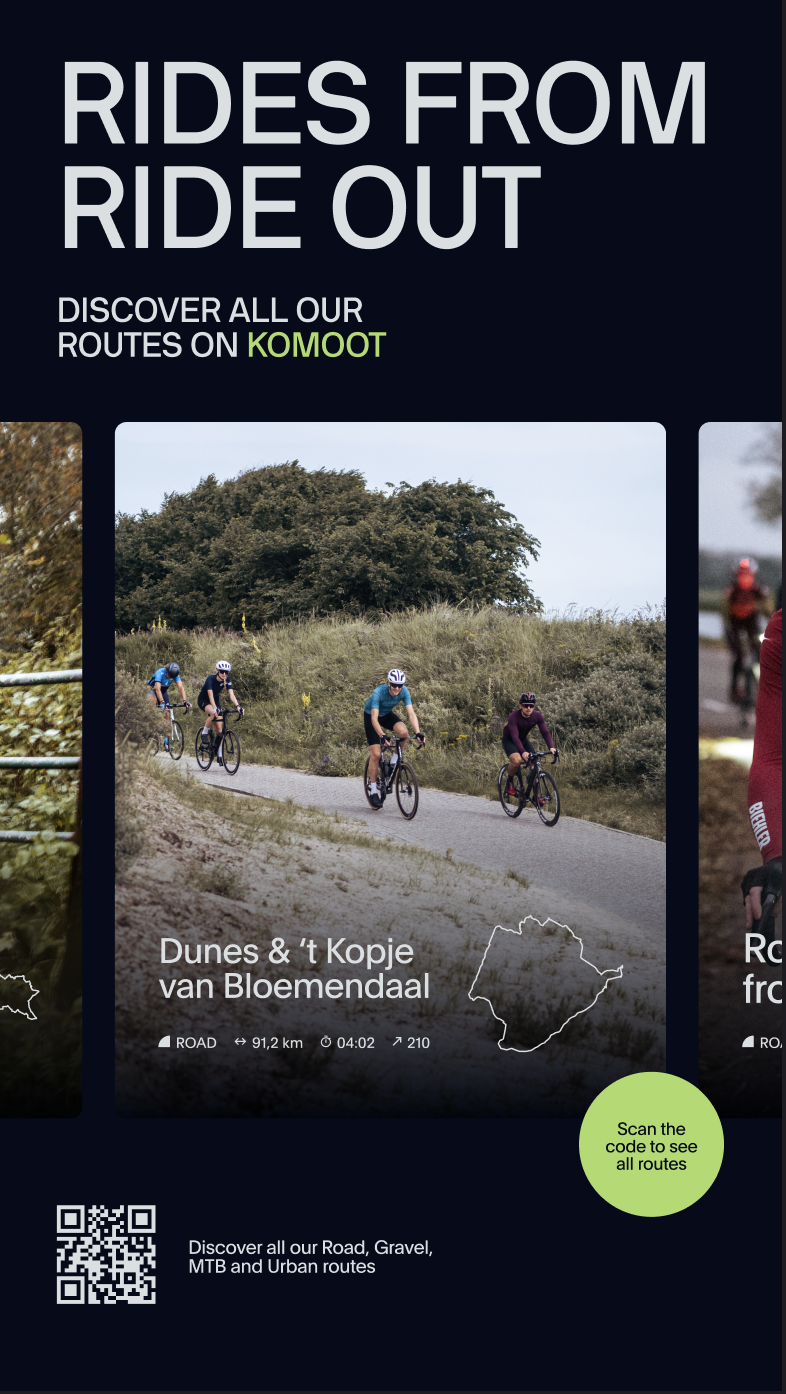 RIDES FROM
RIDE OUT
DISCOVER ALL OUR
ROUTES ON KOMOOT
BIEHLER
Dunes & ‘t Kopje
van Bloemendaal
ROAD 91,2 km 04:02 210
Ro
fro
RO
Scan the
code to see
all routes
Discover all our Road, Gravel,
MTB and Urban routes